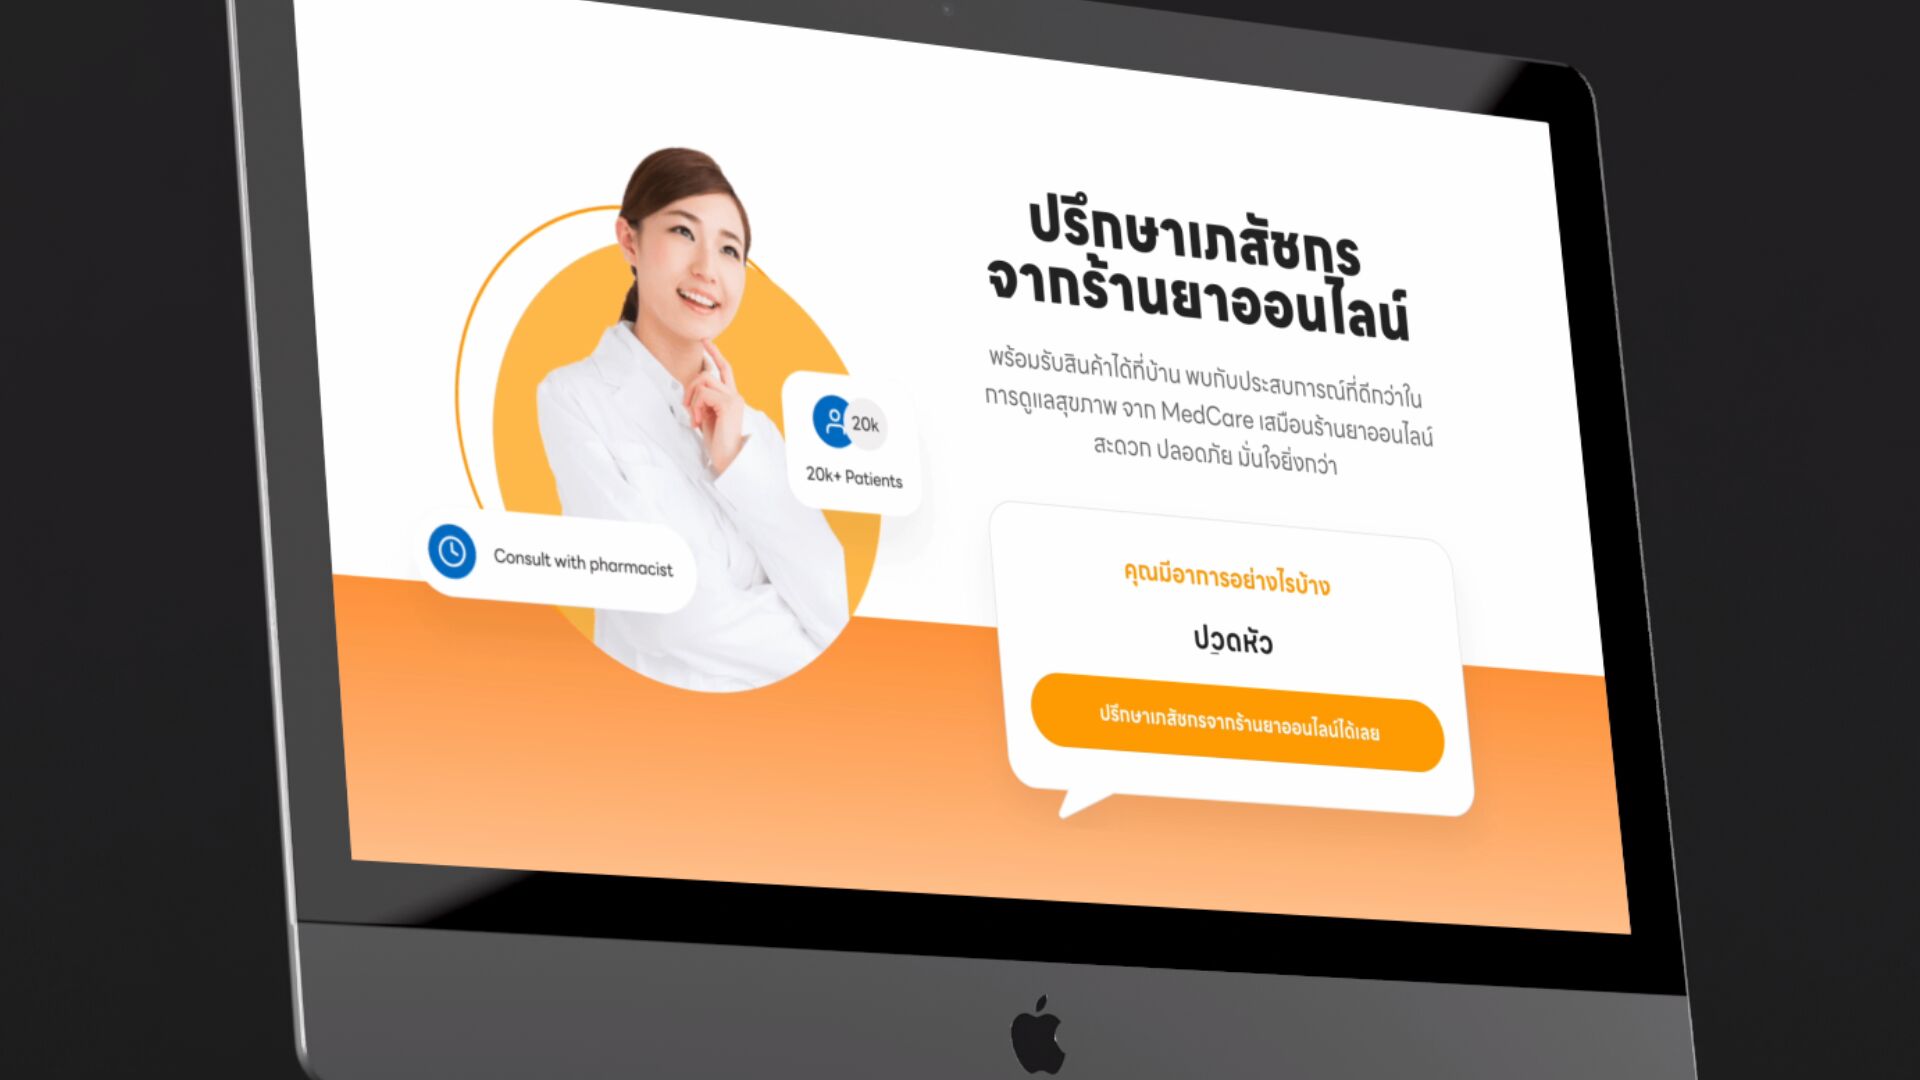 ปรึกษาเภสัชกร
จากร้านยาออนไลน์
พร้อมรับสินค้าได้ที่บ้าน พบกับประสบการณ์ที่ดีกว่าใน
การดูแลสุขภาพ จาก MedCare เสมือนร้านยาออนไลน์
สะดวก ปลอดภัย มั่นใจยิ่งกว่า
20k
20k+ Patients
Consult with pharmacist
คุณมีอาการอย่างไรบ้าง
ปวดหัว
ปรึกษาเภสัชกรจากร้านยาออนไลน์ได้เลย